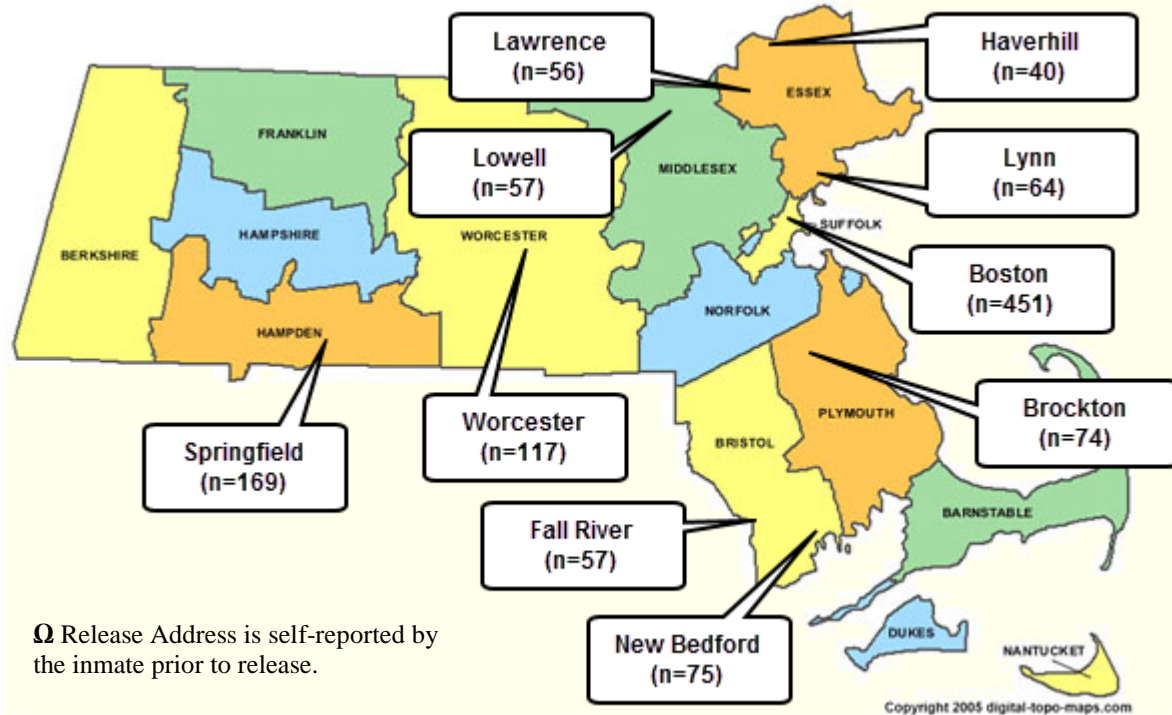 Lawrence
(n=56)
Haverhill
(n=40)
ESSEX
FRANKLIN
Lowell
(n=57)
MIDDLESEX
Lynn
(n=64)
HAMPSHIRE
WORCESTER
SUFFOLK
BERKSHIRE
Boston
(n=451)
NORFOLK
HAMPDEN
Springfield
(n=169)
Worcester
(n=117)
BRISTOL
PLYMOUTH
Brockton
(n=74)
Fall River
(n=57)
BARNSTABLE
Ω Release Address is self-reported by
the inmate prior to release.
New Bedford
(n=75)
DUKES
NANTUCKET
Copyright 2005 digital-topo-maps.com